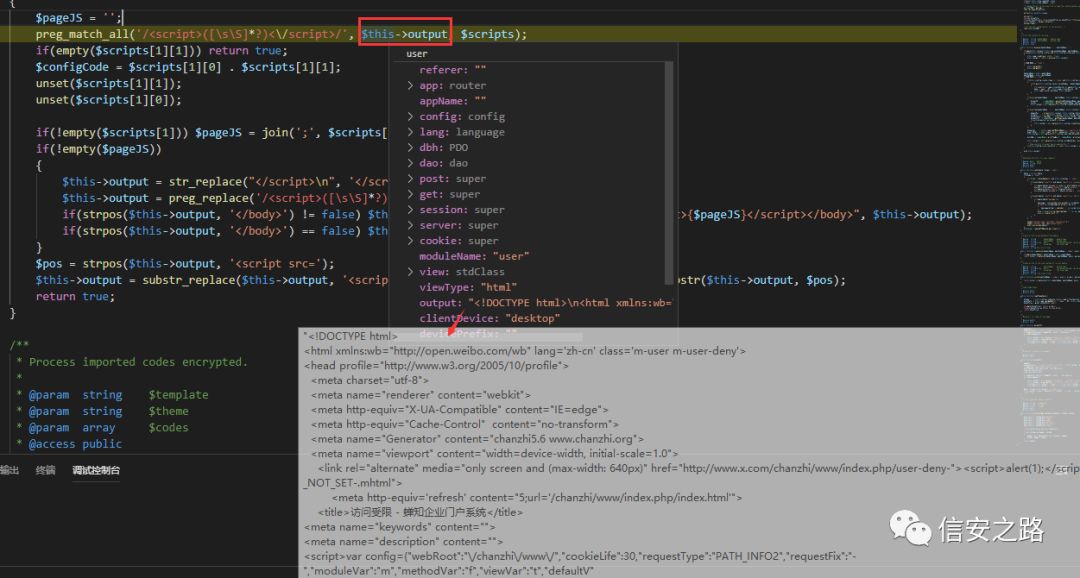 {
$pageJS = '';
preg_match_all('/<script>([\s\S]*?)<\/script>/', $this->output, $scripts);
if(empty($scripts[1][1])) return true;
$configCode = $scripts[1][0] . $scripts[1][1];
unset($scripts[1][1]);
unset($scripts[1][0]);
if(!empty($scripts[1])) $pageJS = join(';', $scripts[
if(!empty($pageJS))
{
$this->output = str_replace("</script>\n", '</scr
$this->output = preg_replace('/<script>([\s\S]*?)
if(strpos($this->output, '</body>') != false) $th >{$pageJS}</script></body>", $this->output);
if(strpos($this->output, '</body>') == false) $th
}
$pos = strpos($this->output, '<script src=');
$this->output = substr_replace($this->output, '<scrip str($this->output, $pos);
return true;
}
/**
* Process imported codes encrypted.
*
* @param string $template
* @param string $theme
* @param array $codes
* @access public
user
referer: ""
> app: router
appName: ""
> config: config
> lang: language
> dbh: PDO
> dao: dao
> post: super
> get: super
> session: super
> server: super
> cookie: super
moduleName: "user"
> view: stdClass
viewType: "html"
output: "<!DOCTYPE html>\n<html xmlns:wb=
clientDevice: "desktop"
devicePrefix: ""
"<!DOCTYPE html>
<html xmlns:wb="http://open.weibo.com/wb" lang='zh-cn' class='m-user m-user-deny'>
<head profile="http://www.w3.org/2005/10/profile">
<meta charset="utf-8">
<meta name="renderer" content="webkit">
<meta http-equiv="X-UA-Compatible" content="IE=edge">
<meta http-equiv="Cache-Control" content="no-transform">
<meta name="Generator" content="chanzhi5.6 www.chanzhi.org">
<meta name="viewport" content="width=device-width, initial-scale=1.0">
<link rel="alternate" media="only screen and (max-width: 640px)" href="http://www.x.com/chanzhi/www/index.php/user-deny-"><script>alert(1);</script>
_NOT_SET-.mhtml">
<meta http-equiv='refresh' content="5;url='/chanzhi/www/index.php/index.html'">
<title>访问受限 - 蝉知企业门户系统</title>
<meta name="keywords" content="">
<meta name="description" content="">
<script>var config={"webRoot":"\/chanzhi\/www\/","cookieLife":30,"requestType":"PATH_INFO2","requestFix":"-
","moduleVar":"m","methodVar":"f","viewVar":"t","defaultV"
输出 终端 调试控制台
信安之路